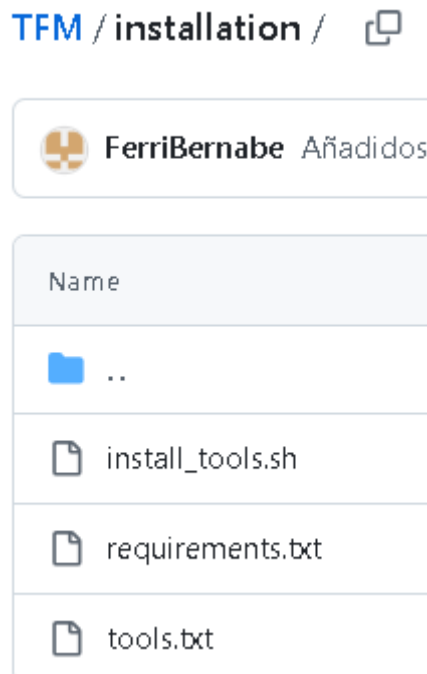 TFM / installation /
FerriBernabe Añadidos
Name
..
install_tools.sh
requirements.txt
tools.txt